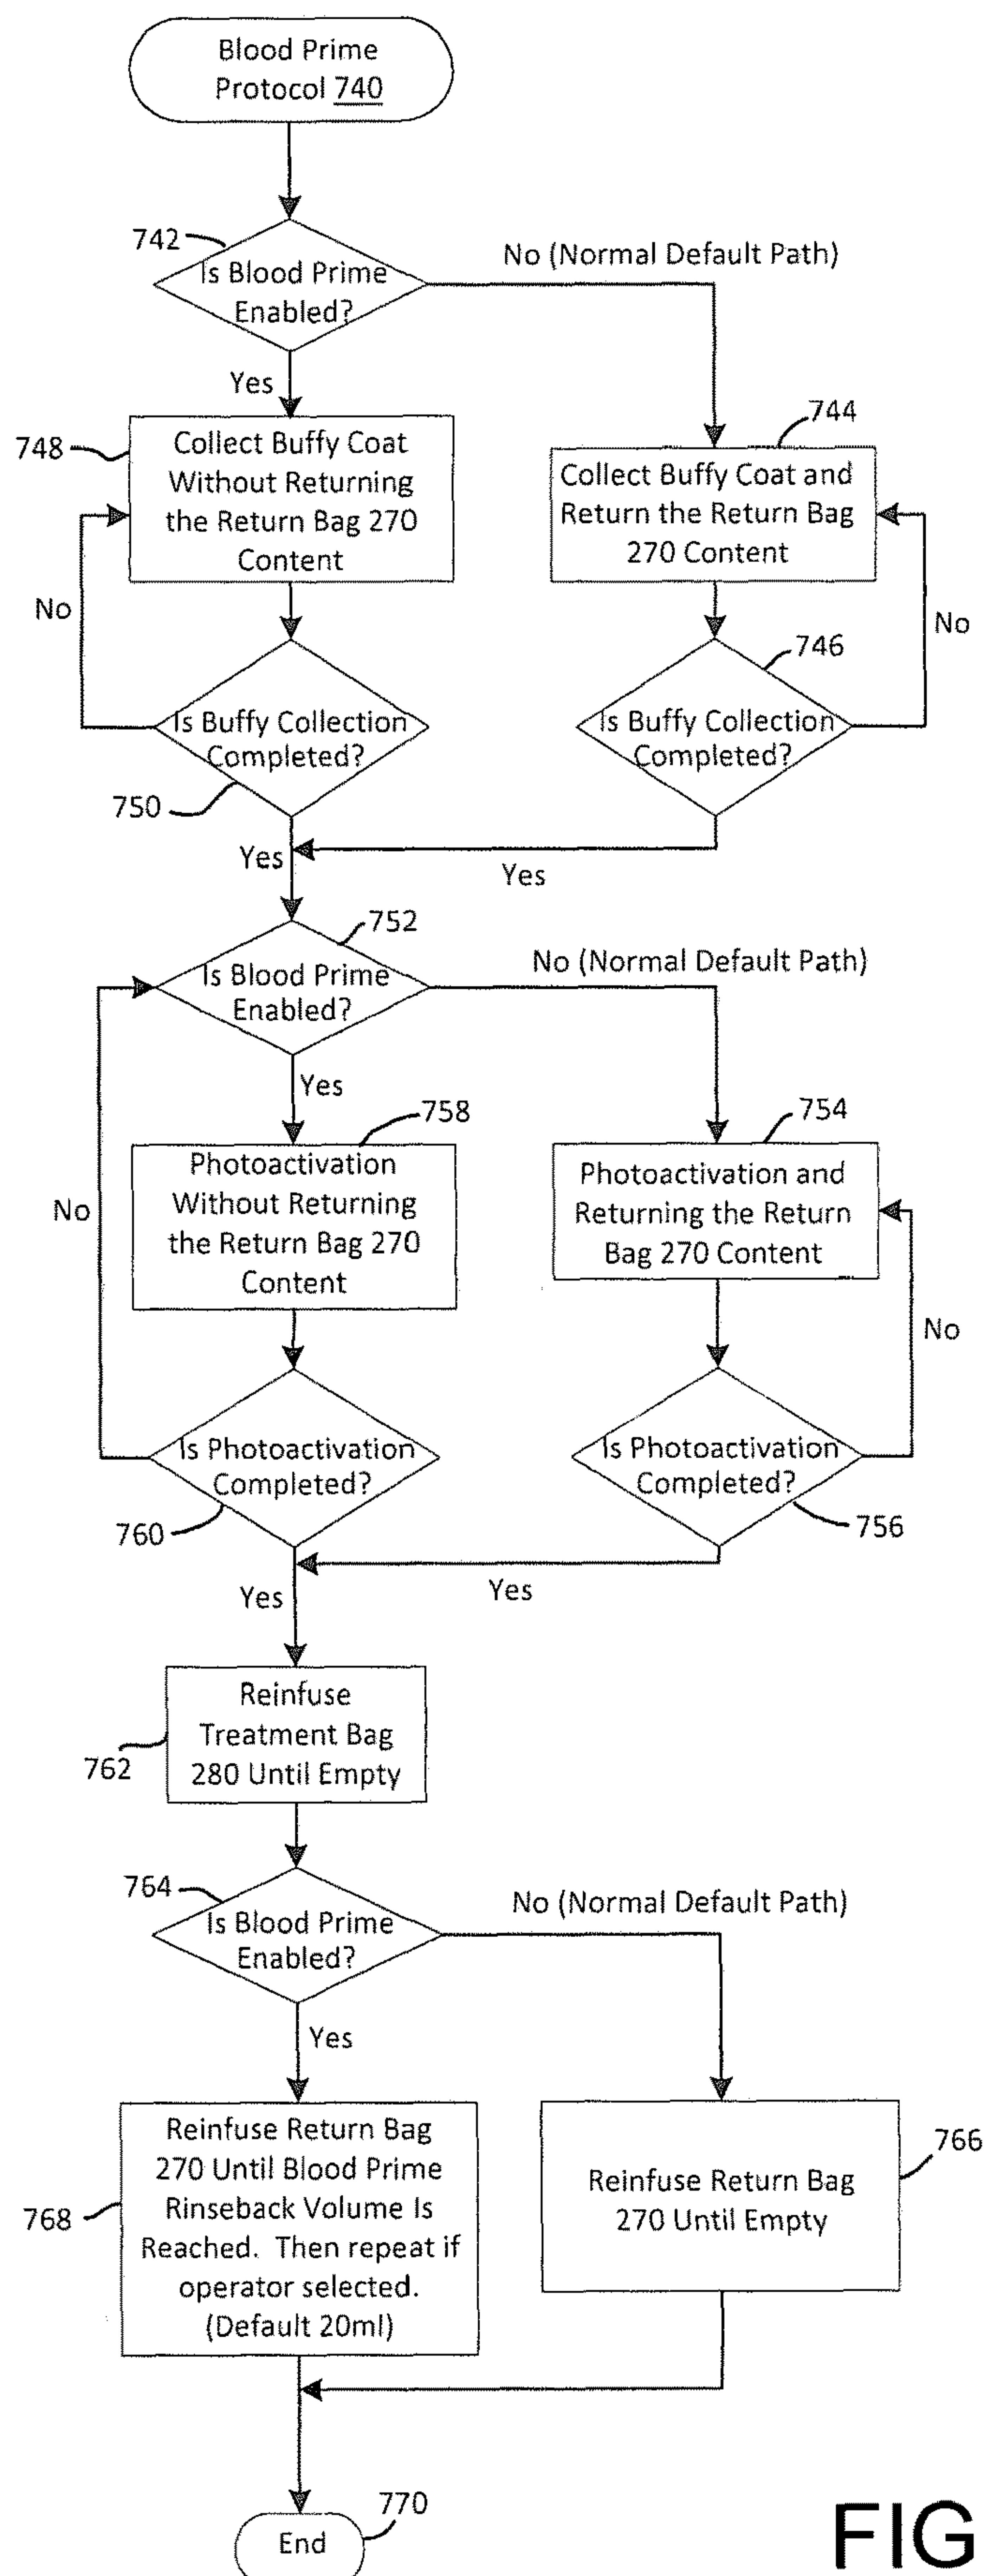 Blood Prime
Protocol 740
742
Is Blood Prime
Enabled?
No (Normal Default Path)
Yes
748
Collect Buffy Coat
Without Returning
the Return Bag 270
Content
744
Collect Buffy Coat and
Return the Return Bag
270 Content
No
No
746
Is Buffy Collection
Completed?
Is Buffy Collection
Completed?
750
Yes
Yes
752
Is Blood Prime
Enabled?
No (Normal Default Path)
Yes
758
Photoactivation
Without Returning
the Return Bag 270
Content
754
Photoactivation and
Returning the Return
Bag 270 Content
No
No
Is Photoactivation
Completed?
Is Photoactivation
Completed?
760
756
Yes
Yes
Reinfuse
Treatment Bag
280 Until Empty
762
764
Is Blood Prime
Enabled?
No (Normal Default Path)
Yes
Reinfuse Return Bag
270 Until Blood Prime
Rinseback Volume Is
Reached. Then repeat if
operator selected.
(Default 20ml)
768
Reinfuse Return Bag
270 Until Empty
766
770
End
FIG